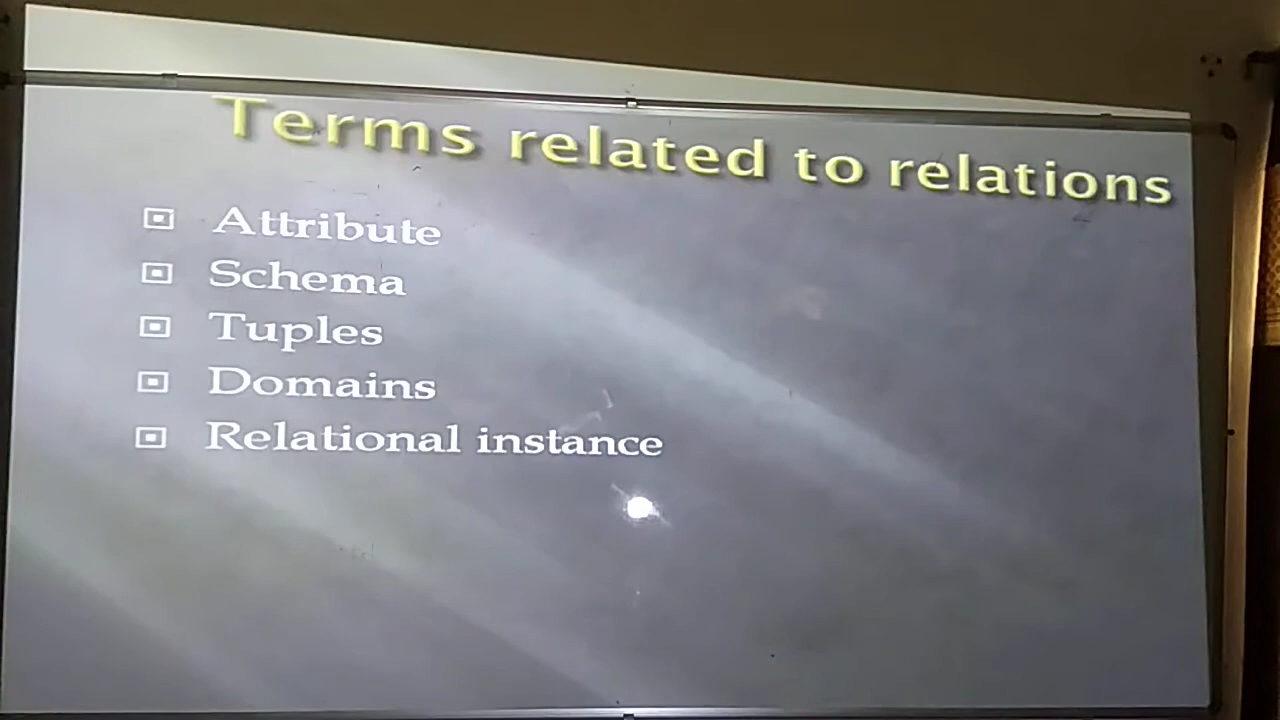 Terms related to relations
Attribute
Schema
Tuples
Domains
Relational instance